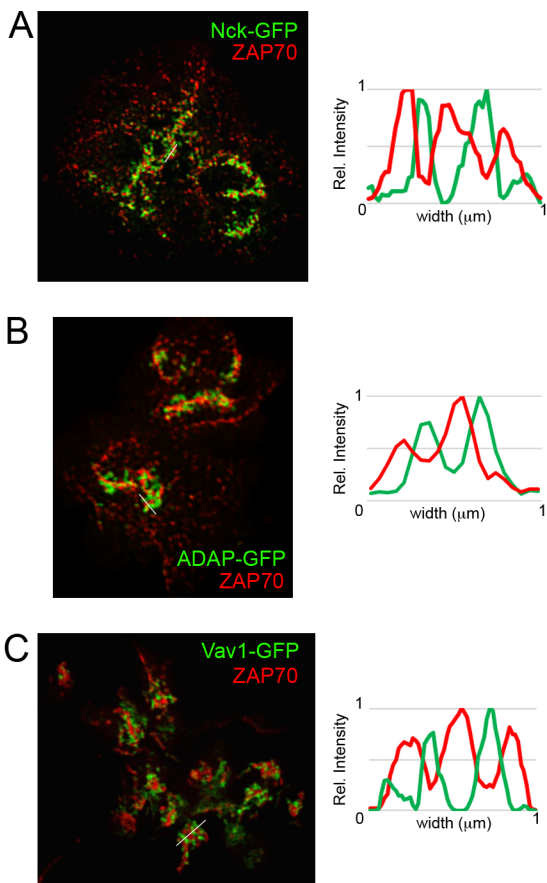 A
Nck-GFP
ZAP70
Rel. Intensity
1
0
width (μm)
1
B
ADAP-GFP
ZAP70
Rel. Intensity
1
0
width (μm)
1
C
Vav1-GFP
ZAP70
Rel. Intensity
1
0
width (μm)
1